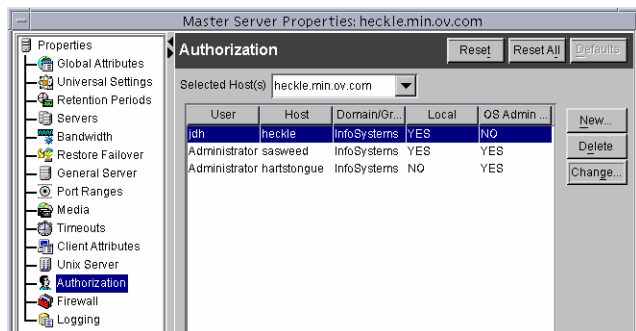 Master Server Properties: heckle.min.ov.com
Properties
Global Attributes
Universal Settings
Retention Periods
Servers
Bandwidth
Restore Failover
General Server
Port Ranges
Media
Timeouts
Client Attributes
Unix Server
Authorization
Firewall
Logging
Authorization
Reset
Reset All
Defaults
Selected Host(s) heckle.min.ov.com
User Host Domain/Gr... Local OS Admin ...
jdh heckle InfoSystems YES NO
Administrator sasweed InfoSystems YES YES
Administrator hartstongue InfoSystems NO YES
New...
Delete
Change...